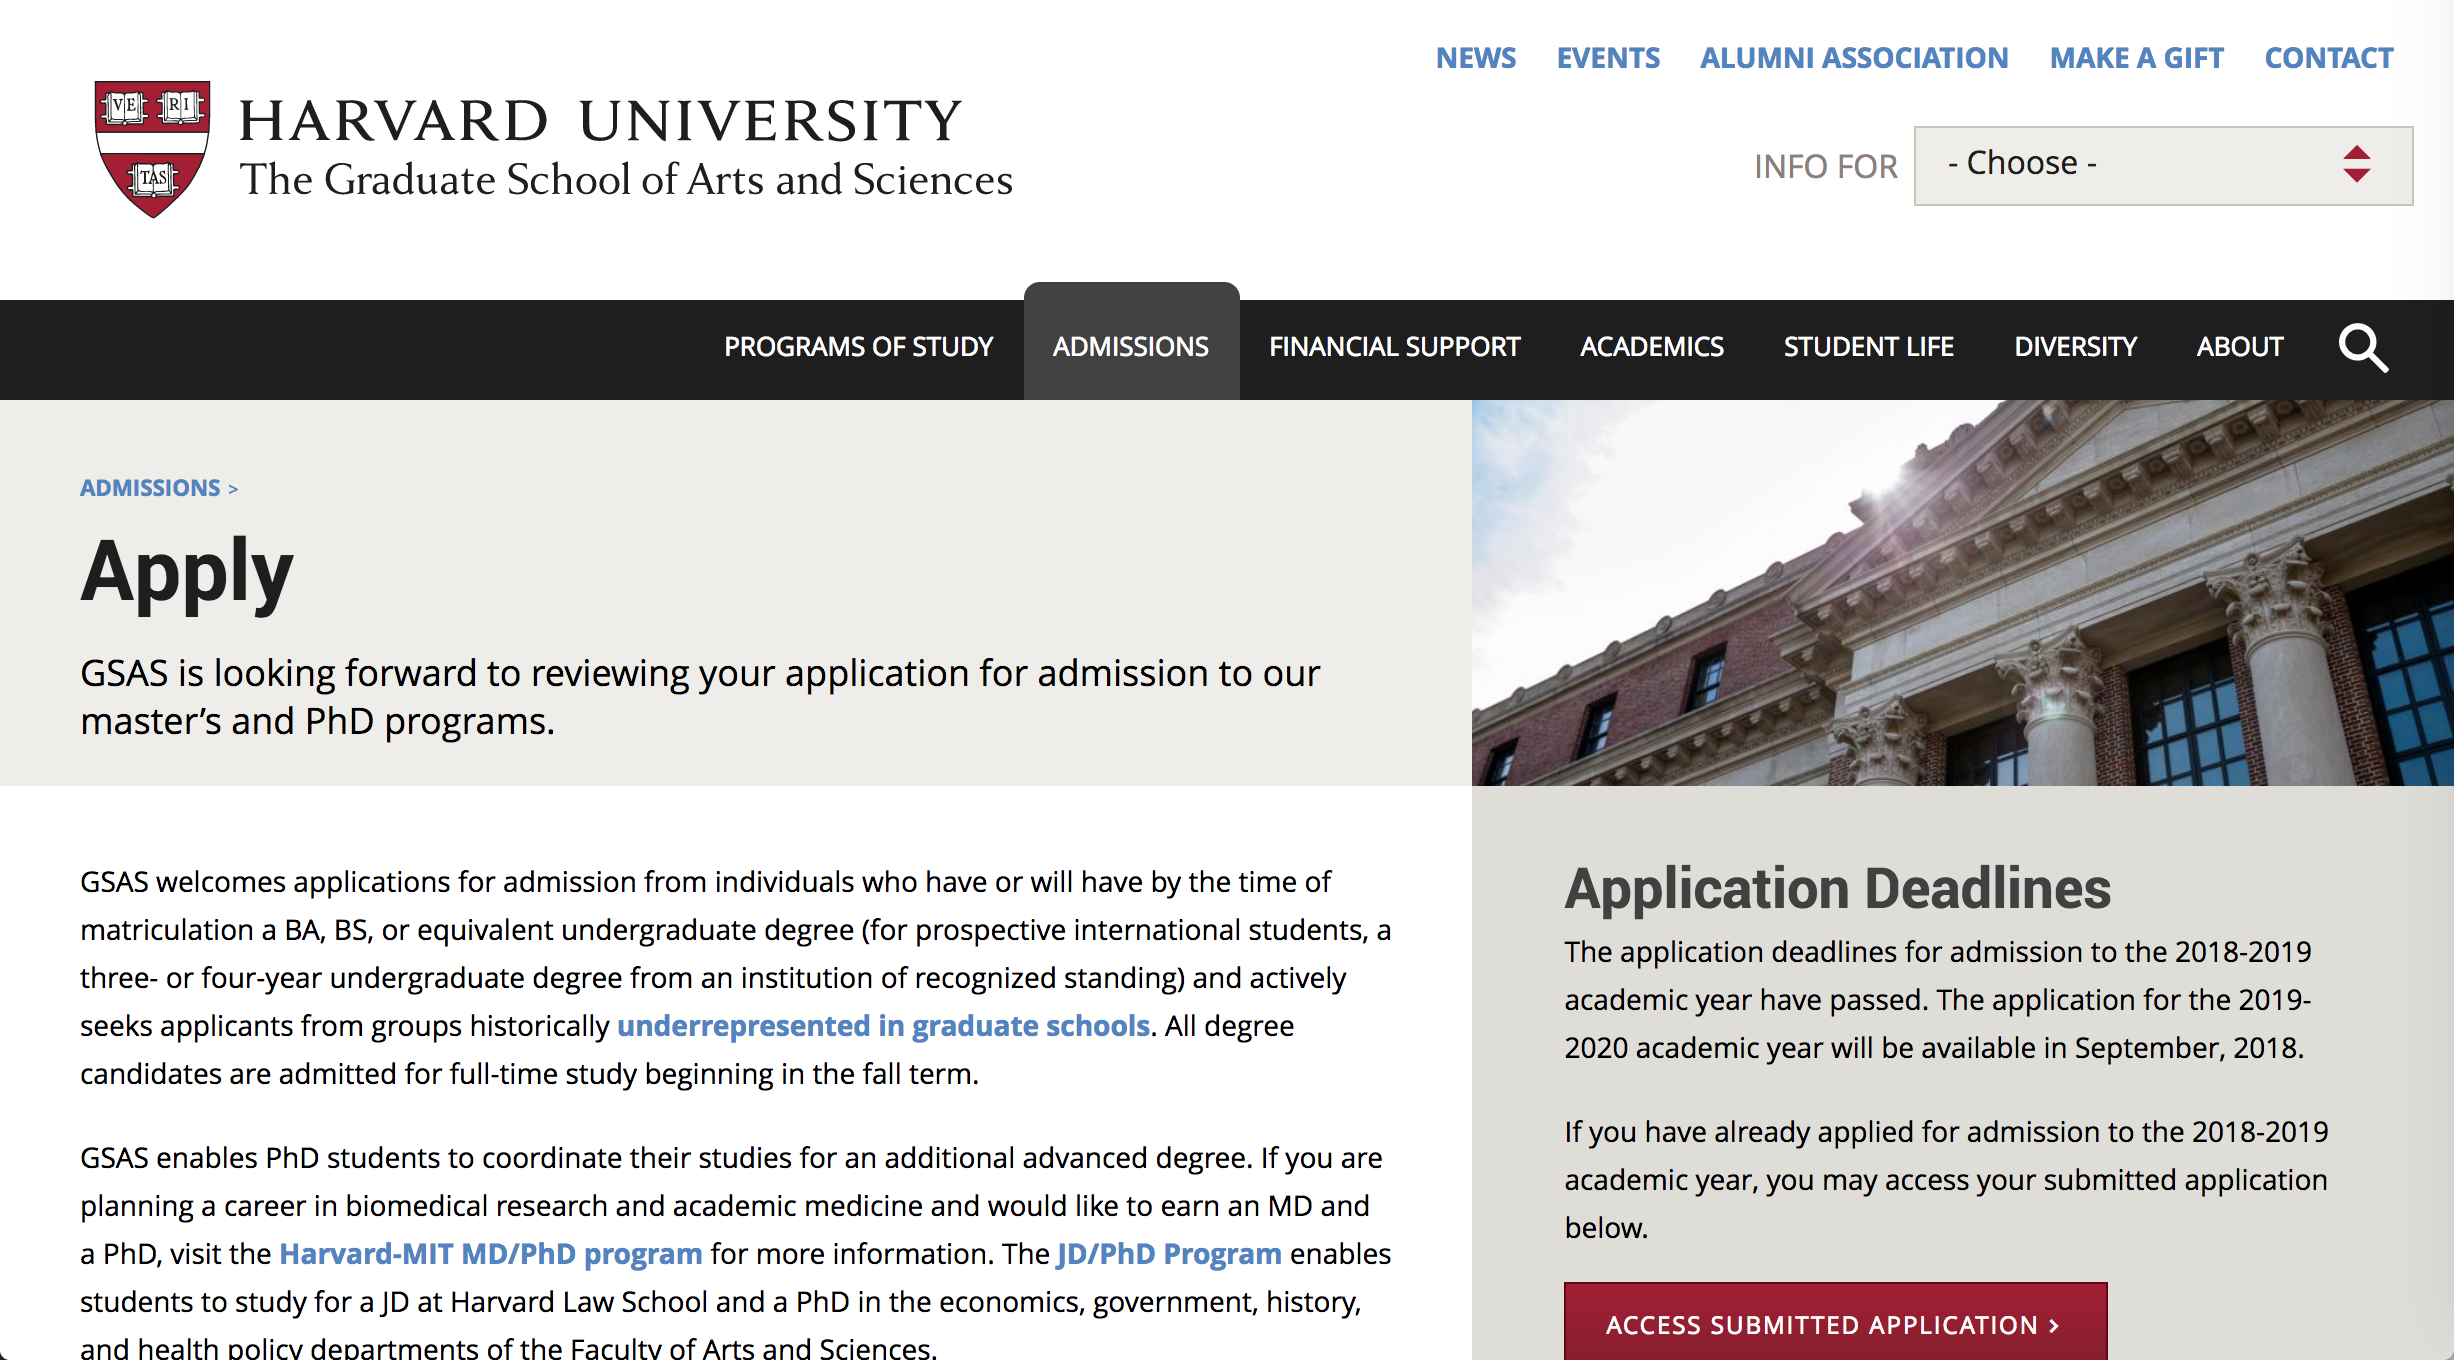 NEWS EVENTS ALUMNI ASSOCIATION MAKE A GIFT CONTACT
VE RI TAS
HARVARD UNIVERSITY
The Graduate School of Arts and Sciences
INFO FOR - Choose -
PROGRAMS OF STUDY ADMISSIONS FINANCIAL SUPPORT ACADEMICS STUDENT LIFE DIVERSITY ABOUT
ADMISSIONS >
Apply
GSAS is looking forward to reviewing your application for admission to our
master’s and PhD programs.
GSAS welcomes applications for admission from individuals who have or will have by the time of
matriculation a BA, BS, or equivalent undergraduate degree (for prospective international students, a
three- or four-year undergraduate degree from an institution of recognized standing) and actively
seeks applicants from groups historically underrepresented in graduate schools. All degree
candidates are admitted for full-time study beginning in the fall term.
GSAS enables PhD students to coordinate their studies for an additional advanced degree. If you are
planning a career in biomedical research and academic medicine and would like to earn an MD and
a PhD, visit the Harvard-MIT MD/PhD program for more information. The JD/PhD Program enables
students to study for a JD at Harvard Law School and a PhD in the economics, government, history,
and health policy departments of the Faculty of Arts and Sciences.
Application Deadlines
The application deadlines for admission to the 2018-2019
academic year have passed. The application for the 2019-
2020 academic year will be available in September, 2018.
If you have already applied for admission to the 2018-2019
academic year, you may access your submitted application
below.
ACCESS SUBMITTED APPLICATION >